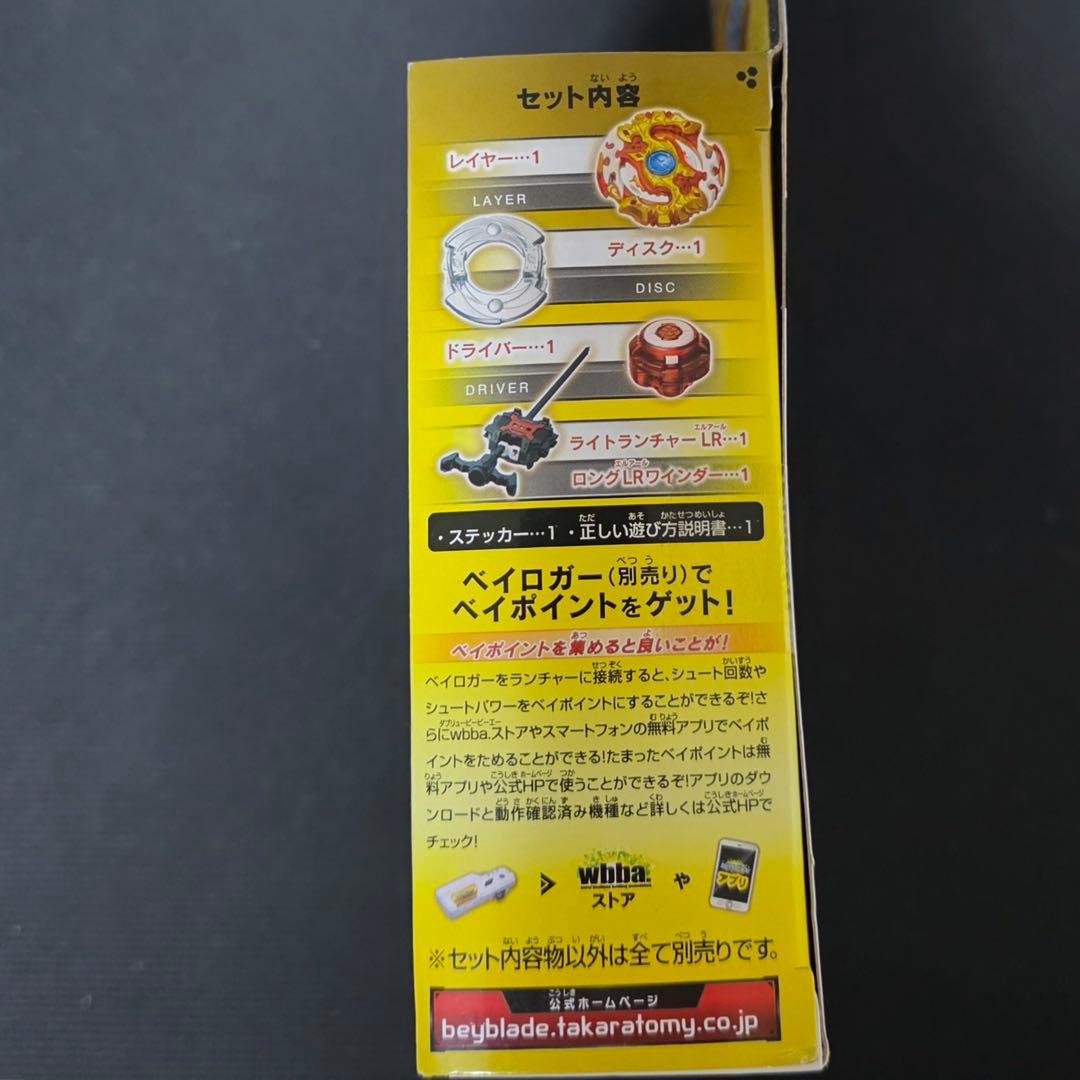 セット内容
レイヤー…1
LAYER
ディスク…1
DISC
ドライバー…1
DRIVER
ライトランチャーLR…1
ロングLRワインダー…1
・ステッカー…1 ・正しい遊び方説明書…1
ベイロガー(別売り)で
ベイポイントをゲット!
ベイポイントを集めると良いことが!
ベイロガーをランチャーに接続すると、シュート回数や
シュートパワーをベイポイントにすることができるぞ!さ
らにwbba.ストアやスマートフォンの無料アプリでベイポ
イントをためることができる!たまったベイポイントは無
料アプリや公式HPで使うことができるぞ!アプリのダウ
ンロードと動作確認済み機種など詳しくは公式HPで
チェック!
wbba.
ストア
や
アプリ
※セット内容物以外は全て別売りです。
公式ホームページ
beyblade.takaratomy.co.jp